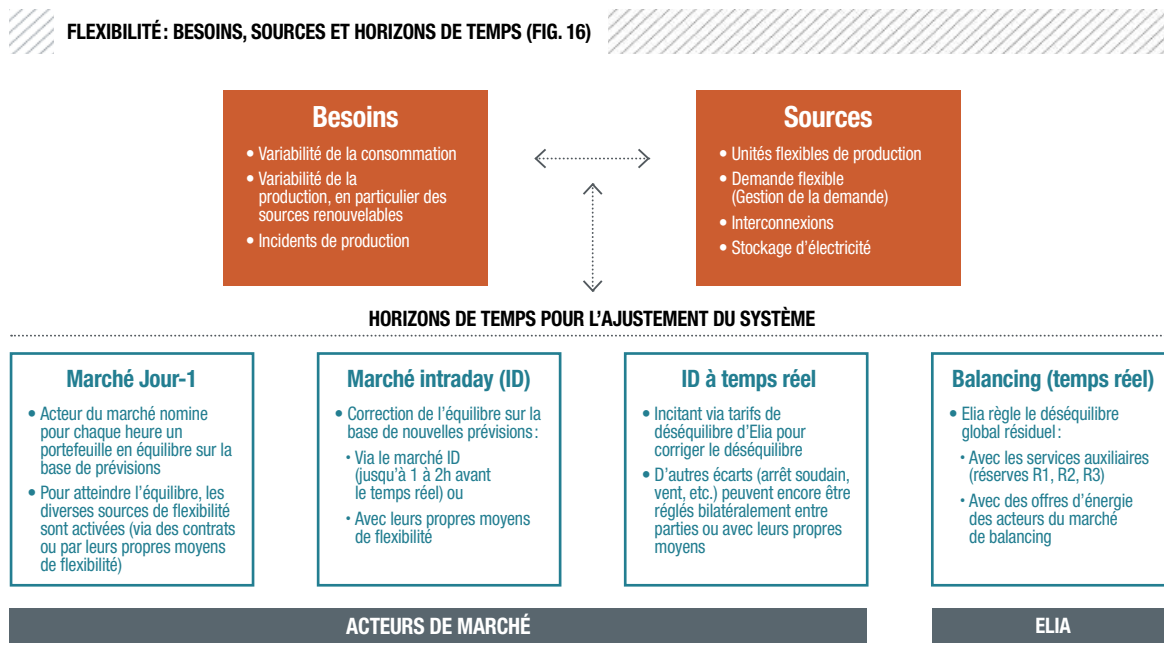 FLEXIBILITÉ : BESOINS, SOURCES ET HORIZONS DE TEMPS (FIG. 16)
Besoins
• Variabilité de la consommation
• Variabilité de la
production, en particulier des
sources renouvelables
• Incidents de production
Sources
• Unités flexibles de production
• Demande flexible
(Gestion de la demande)
• Interconnexions
• Stockage d'électricité
HORIZONS DE TEMPS POUR L'AJUSTEMENT DU SYSTÈME
Marché Jour-1
• Acteur du marché nomine
pour chaque heure un
portefeuille en équilibre sur la
base de prévisions
• Pour atteindre l'équilibre, les
diverses sources de flexibilité
sont activées (via des contrats
ou par leurs propres moyens
de flexibilité)
Marché intraday (ID)
• Correction de l'équilibre sur la
base de nouvelles prévisions :
• Via le marché ID
(jusqu'à 1 à 2h avant
le temps réel) ou
• Avec leurs propres moyens
de flexibilité
ID à temps réel
• Incitant via tarifs de
déséquilibre d'Elia pour
corriger le déséquilibre
• D'autres écarts (arrêt soudain,
vent, etc.) peuvent encore être
réglés bilatéralement entre
parties ou avec leurs propres
moyens
Balancing (temps réel)
• Elia règle le déséquilibre
global résiduel :
• Avec les services auxiliaires
(réserves R1, R2, R3)
• Avec des offres d'énergie
des acteurs du marché
de balancing
ACTEURS DE MARCHÉ
ELIA